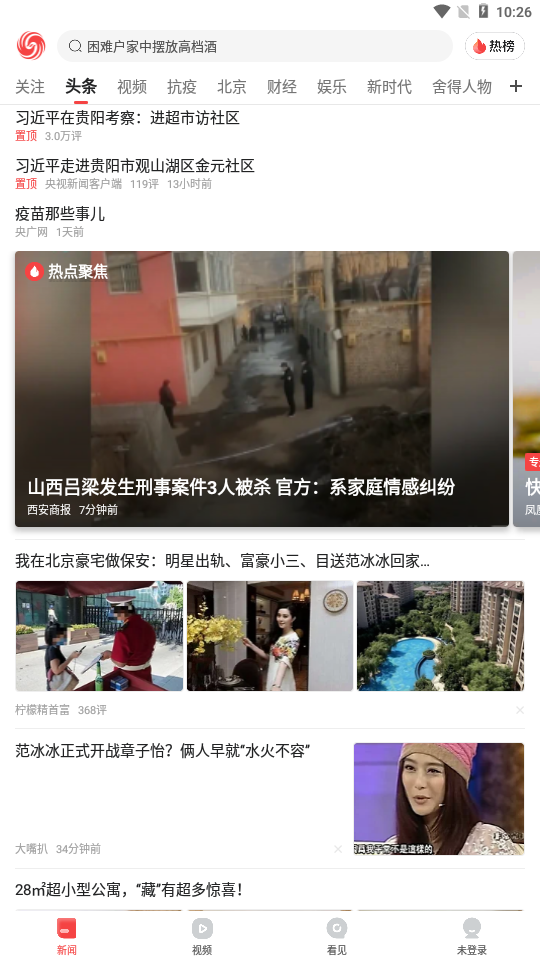 10:26
困难户家中摆放高档酒
热榜
关注 头条 视频 抗疫 北京 财经 娱乐 新时代 舍得人物
习近平在贵阳考察：进超市访社区
置顶 3.0万评
习近平走进贵阳市观山湖区金元社区
置顶 央视新闻客户端 119评 13小时前
疫苗那些事儿
央广网 1天前
热点聚焦
专
山西吕梁发生刑事案件3人被杀 官方：系家庭情感纠纷
快
西安商报 7分钟前
凤
我在北京豪宅做保安：明星出轨、富豪小三、目送范冰冰回家...
柠檬精首富 368评
范冰冰正式开战章子怡？俩人早就“水火不容”
不是這樣的
大嘴扒 34分钟前
28㎡超小型公寓，“藏”有超多惊喜！
新闻 视频 看见 未登录